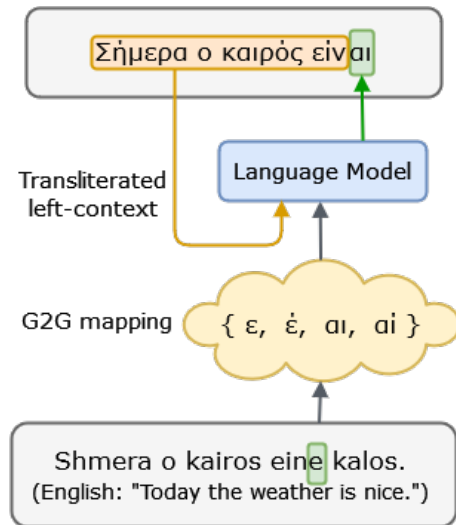 Σήμερα ο καιρός είναι
Language Model
Transliterated
left-context
G2G mapping
{ ε, έ, αι, αί }
Shmera o kairos eine kalos.
(English: "Today the weather is nice.")